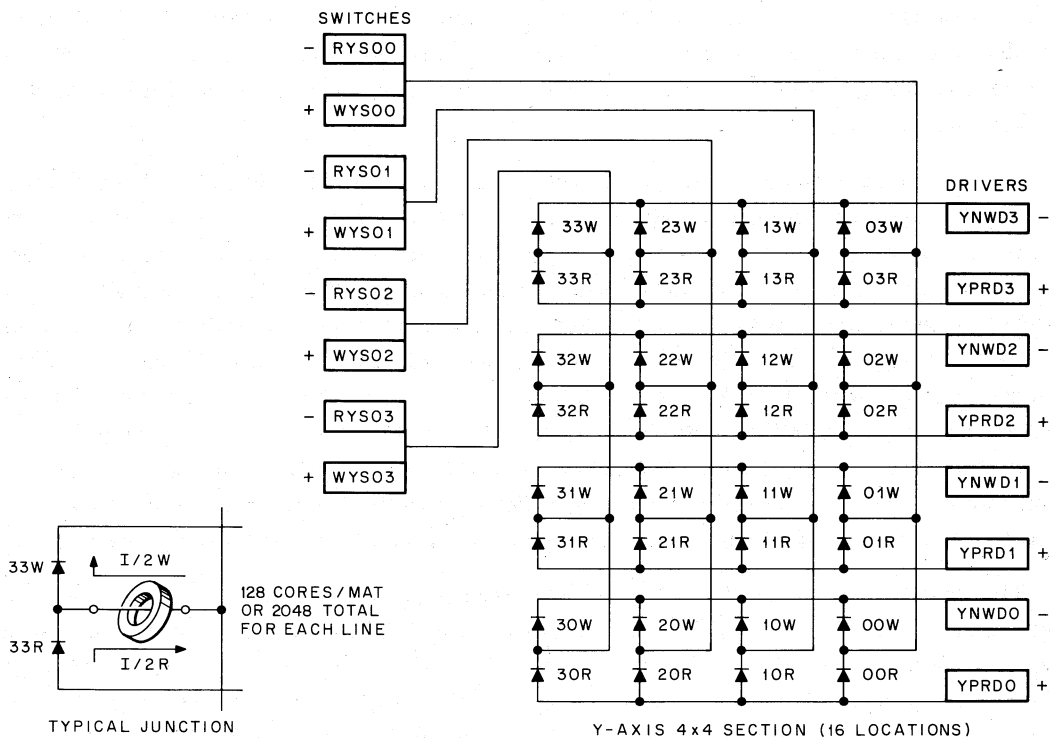 SWITCHES
- RYS00
+ WYS00
- RYS01
+ WYS01
- RYS02
+ WYS02
- RYS03
+ WYS03
DRIVERS
33W 23W 13W 03W YNWD3 -
33R 23R 13R 03R YPRD3 +
32W 22W 12W 02W YNWD2 -
32R 22R 12R 02R YPRD2 +
31W 21W 11W 01W YNWD1 -
31R 21R 11R 01R YPRD1 +
30W 20W 10W 00W YNWD0 -
30R 20R 10R 00R YPRD0 +
Y-AXIS 4x4 SECTION (16 LOCATIONS)
33W
I/2W
33R
I/2R
128 CORES/MAT
OR 2048 TOTAL
FOR EACH LINE
TYPICAL JUNCTION